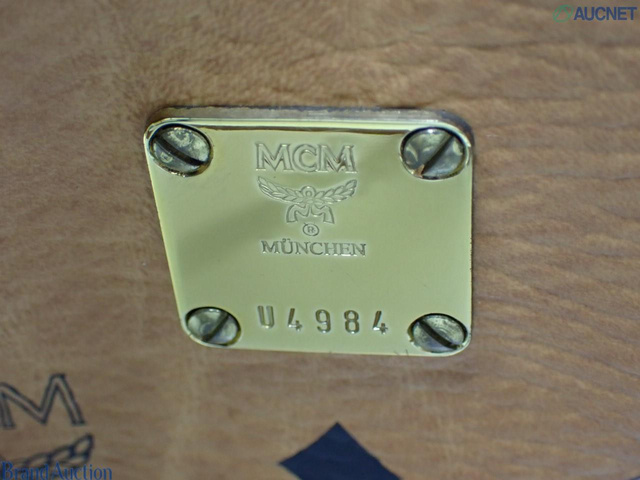 AUCNET
MCM
®
MÜNCHEN
U4984
M
Brand Auction